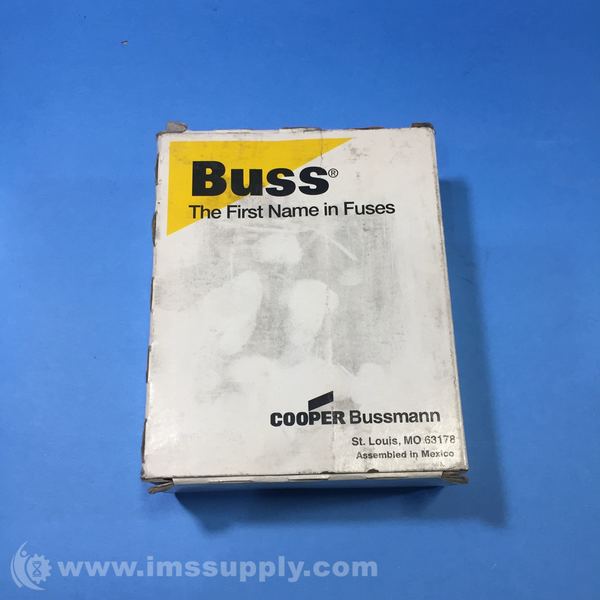 Buss®
The First Name in Fuses
COOPER Bussmann
St. Louis, MO 63178
Assembled in Mexico
www.imssupply.com